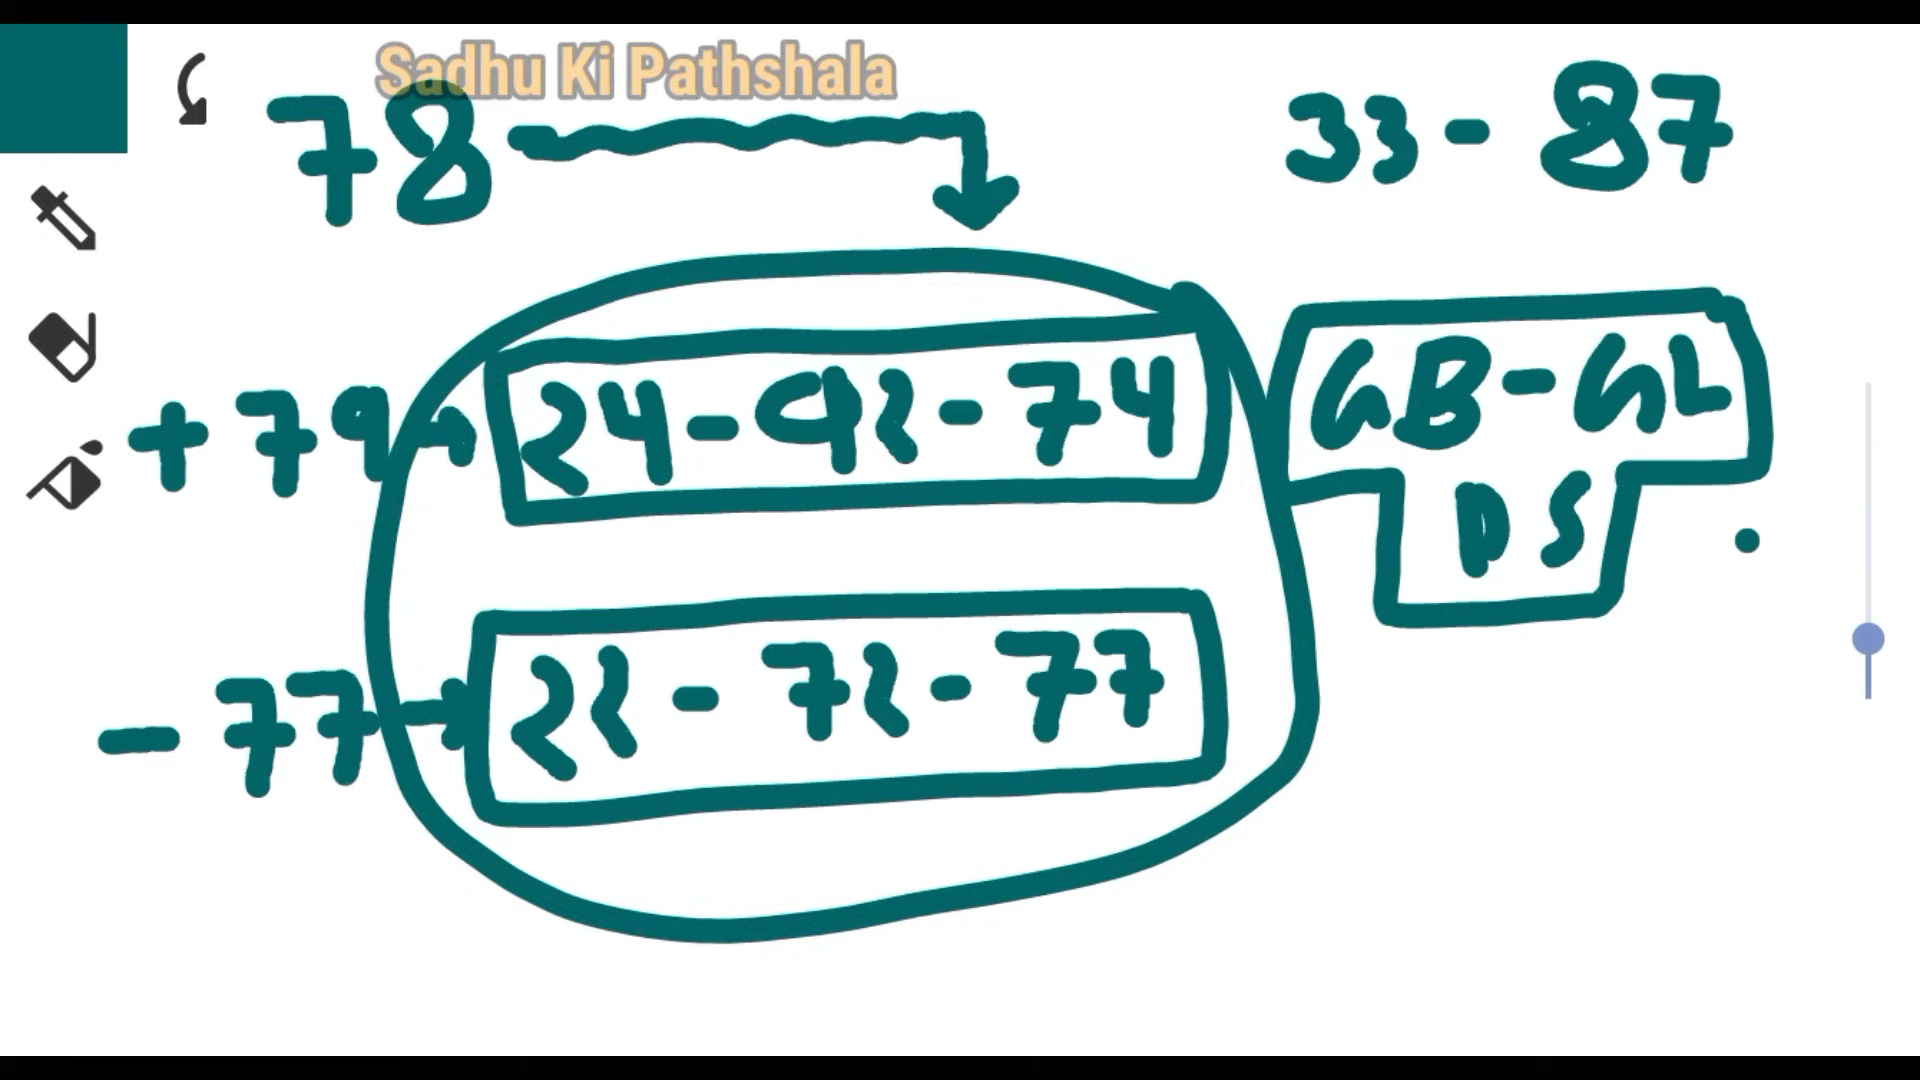 Sadhu Ki Pathshala
78
33 - 87
+ 79 → 24 - 92 - 74
GB - GL
DS
- 77 → 22 - 72 - 77